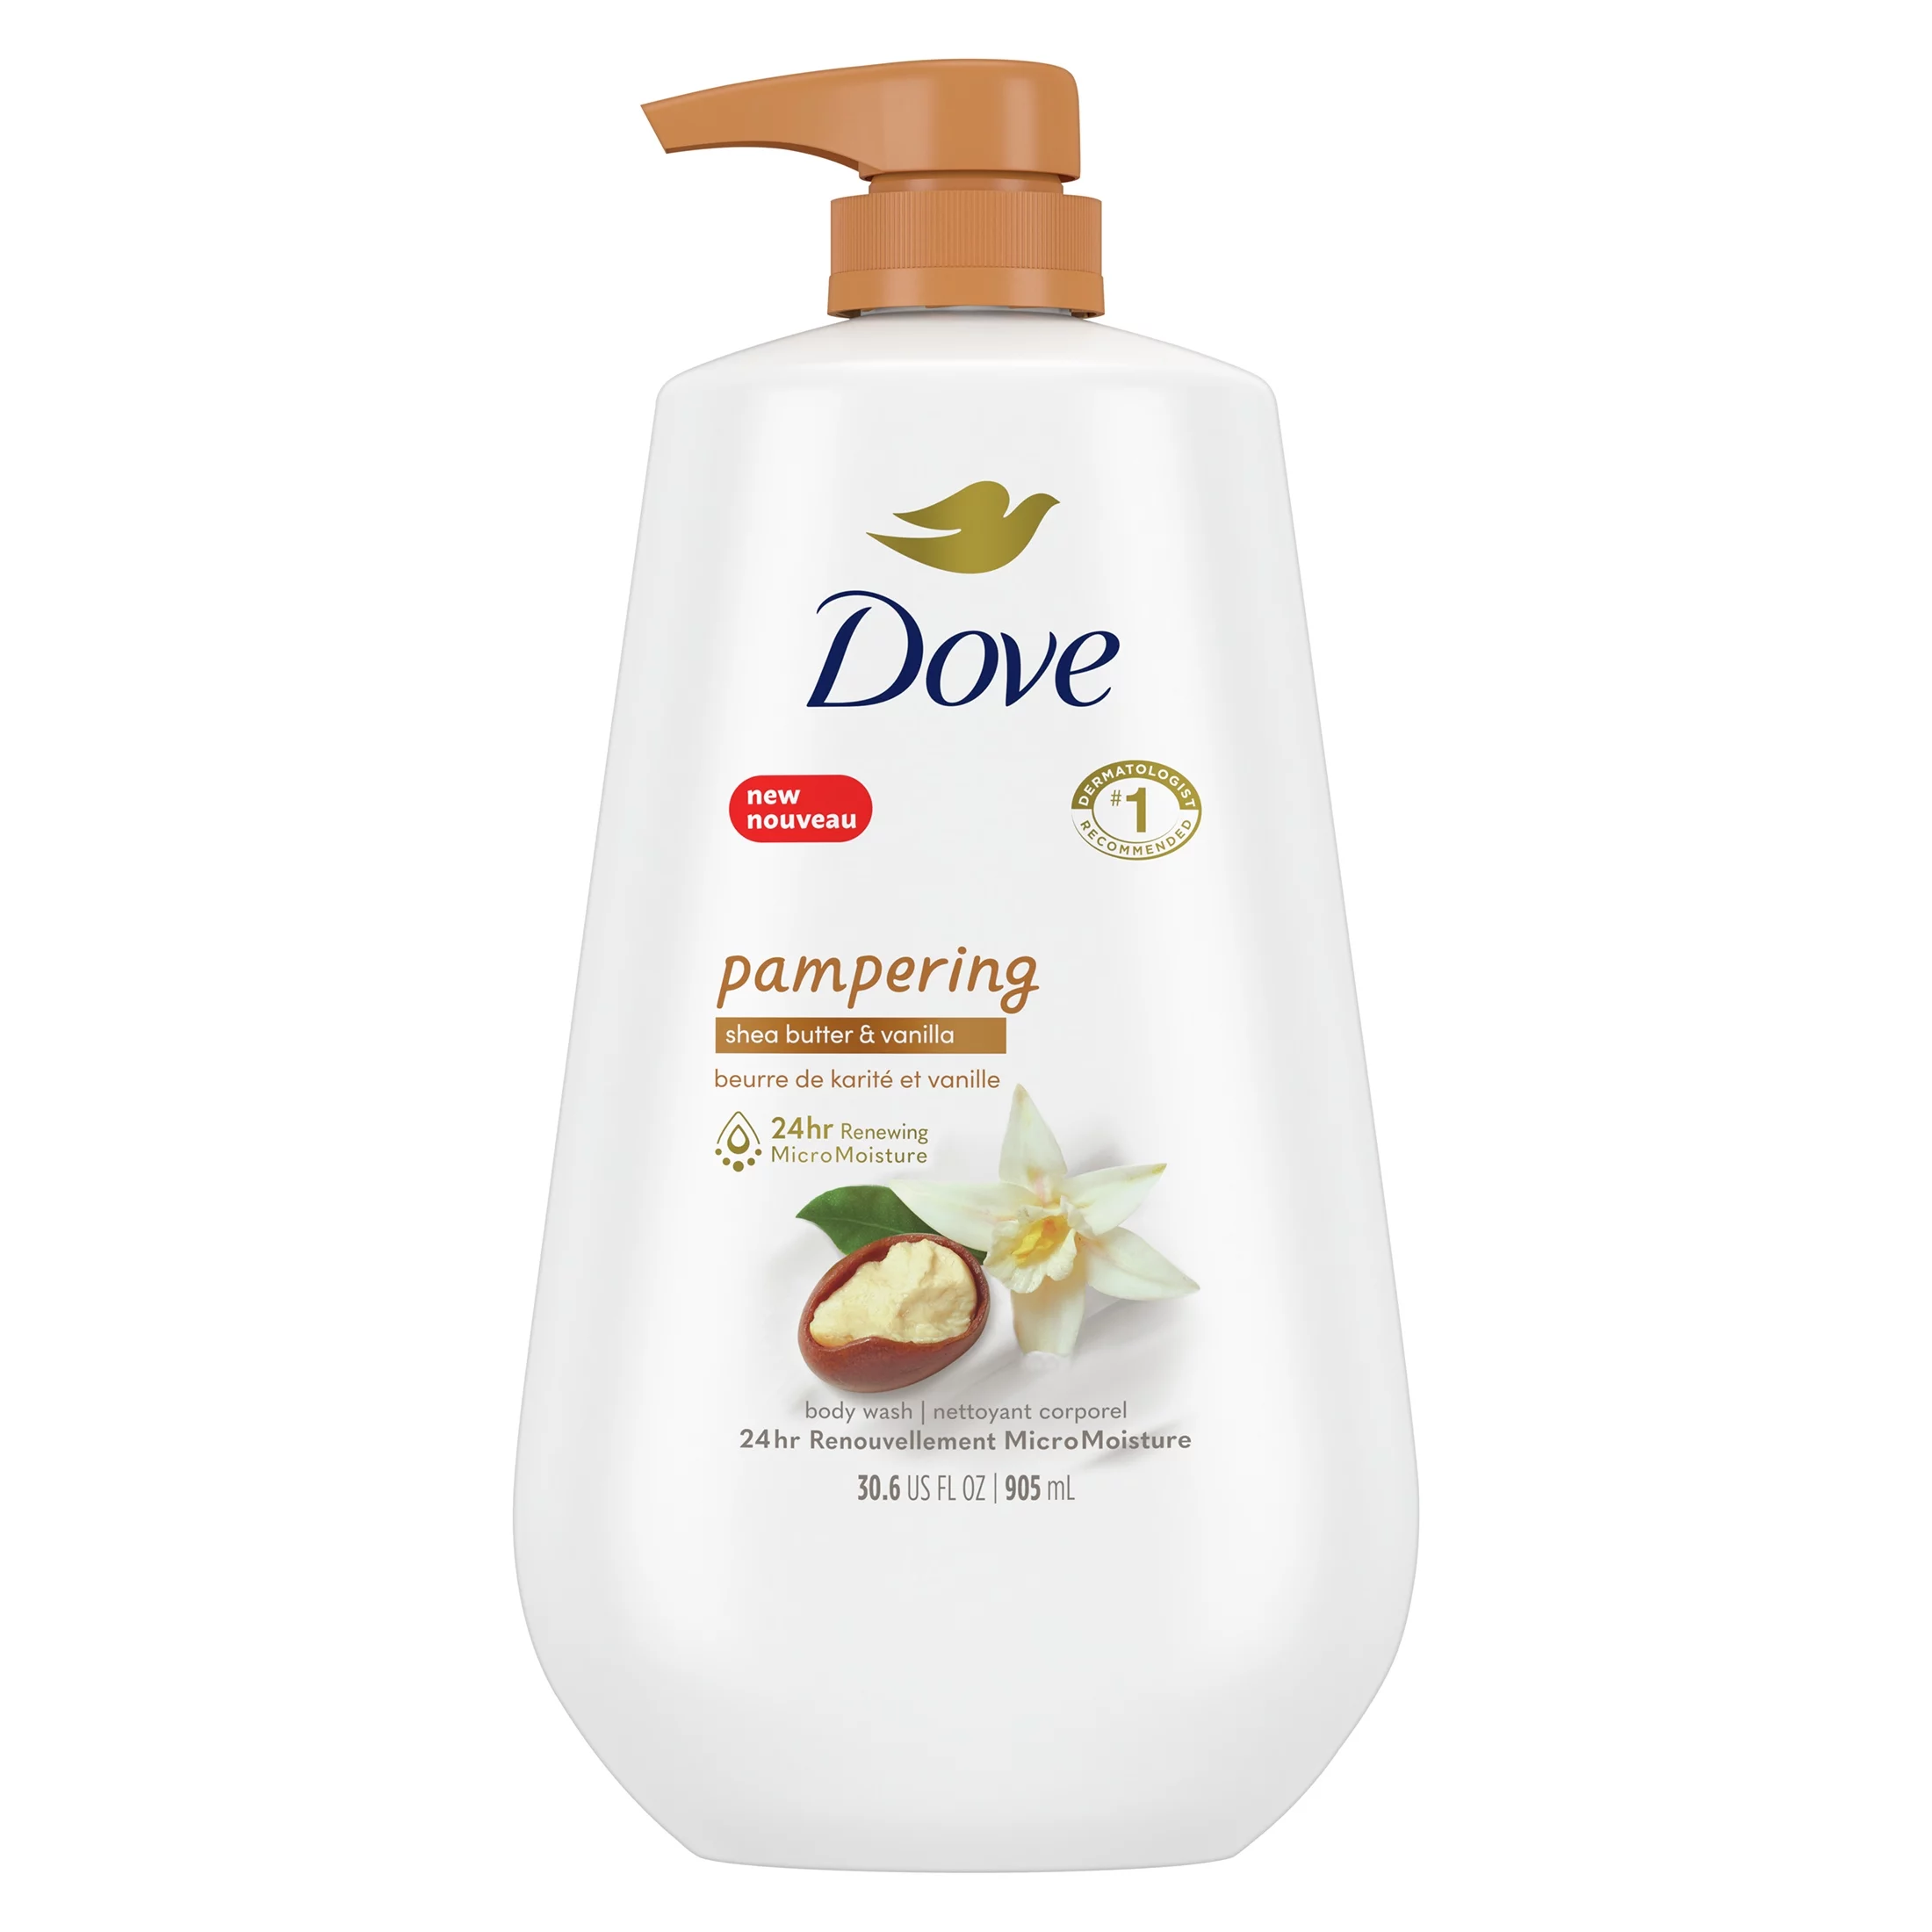 Dove
new
nouveau
DERMATOLOGIST
#1
RECOMMENDED
pampering
shea butter & vanilla
beurre de karité et vanille
24hr Renewing
MicroMoisture
body wash | nettoyant corporel
24hr Renouvellement MicroMoisture
30.6 US FL OZ | 905 mL